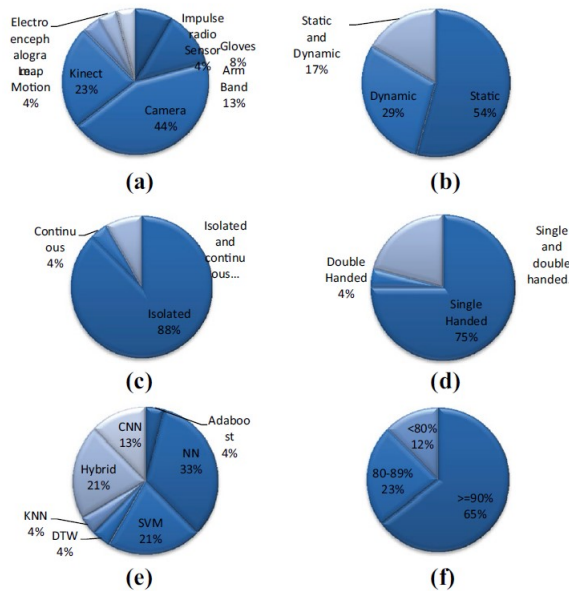 Electro
enceph
alogra
Leap
Motion
4%
Impulse
radio
Sensor
4%
Gloves
8%
Arm
Band
13%
Kinect
23%
Camera
44%
(a)
Static
and
Dynamic
17%
Dynamic
29%
Static
54%
(b)
Continu
ous
4%
Isolated
and
continu
ous...
Isolated
88%
(c)
Double
Handed
4%
Single
and
double
handed.
Single
Handed
75%
(d)
CNN
13%
Adaboo
st
4%
NN
33%
Hybrid
21%
KNN
4%
DTW
4%
SVM
21%
(e)
<80%
12%
80-89%
23%
>=90%
65%
(f)